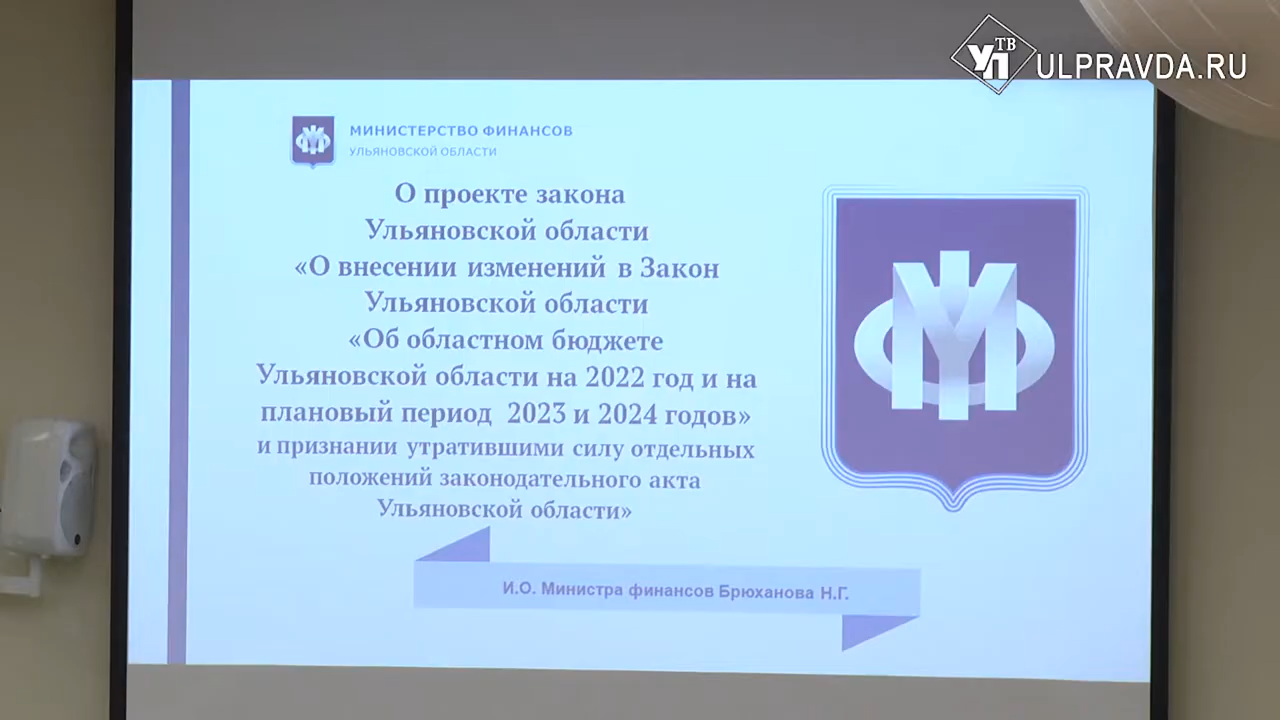 УП ТВ ULPRAVDA.RU
МИНИСТЕРСТВО ФИНАНСОВ
УЛЬЯНОВСКОЙ ОБЛАСТИ
О проекте закона
Ульяновской области
«О внесении изменений в Закон
Ульяновской области
«Об областном бюджете
Ульяновской области на 2022 год и на
плановый период 2023 и 2024 годов»
и признании утратившими силу отдельных
положений законодательного акта
Ульяновской области»
И.О. Министра финансов Брюханова Н.Г.